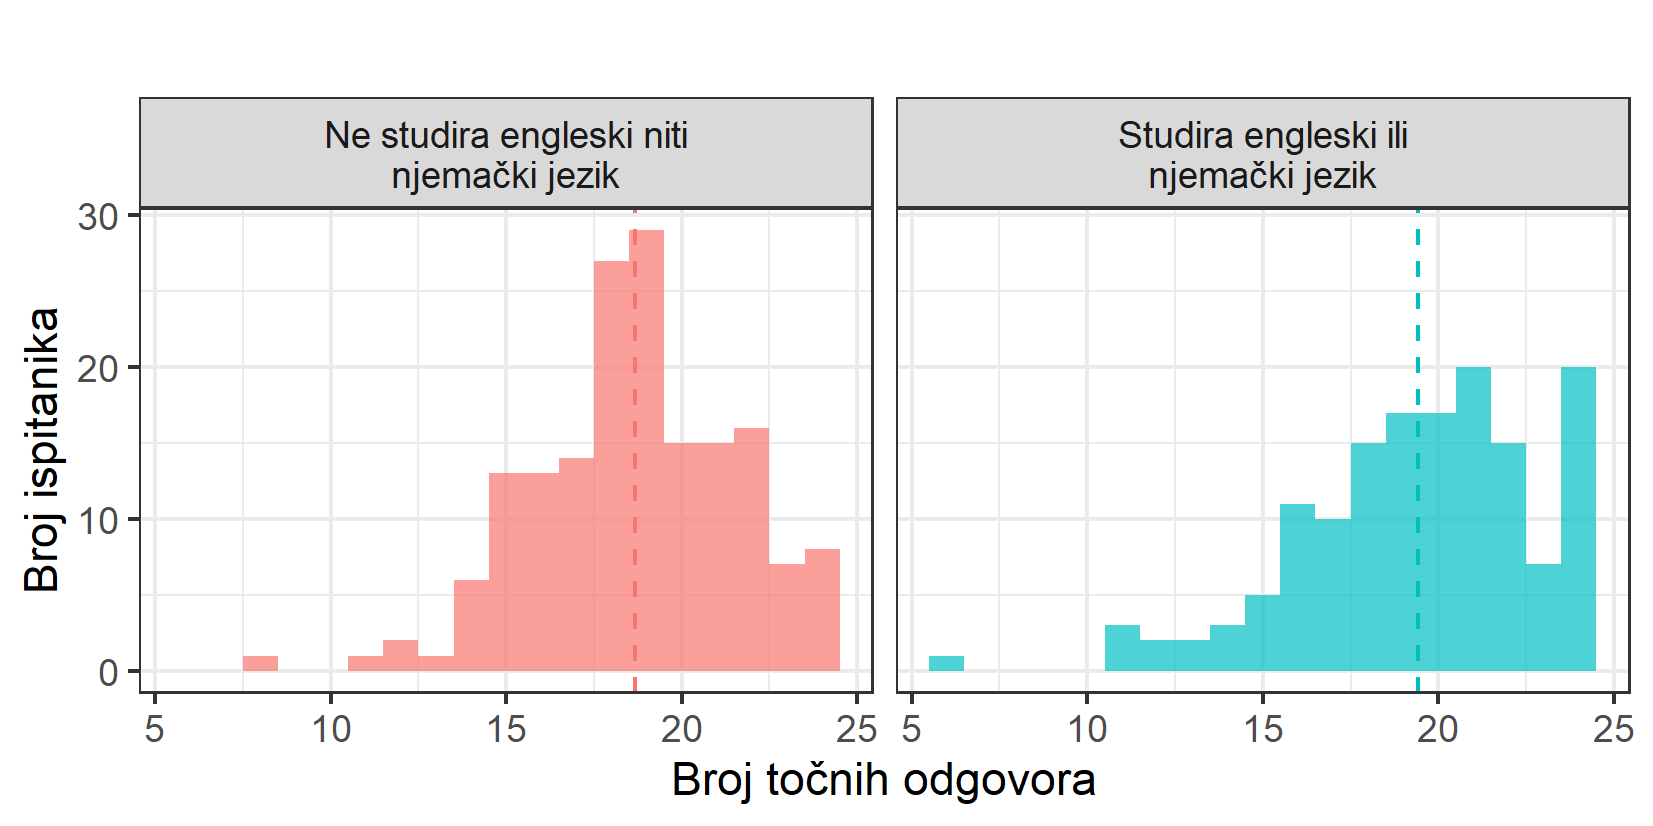 Ne studira engleski niti
njemački jezik
Studira engleski ili
njemački jezik
30
20
10
0
Broj ispitanika
5 10 15 20 25
5 10 15 20 25
Broj točnih odgovora